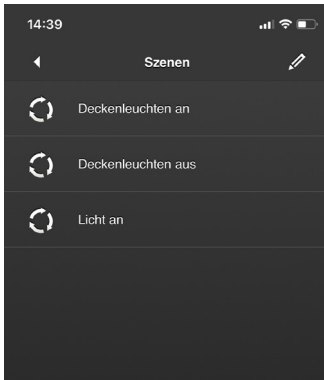 14:39
Szenen
Deckenleuchten an
Deckenleuchten aus
Licht an